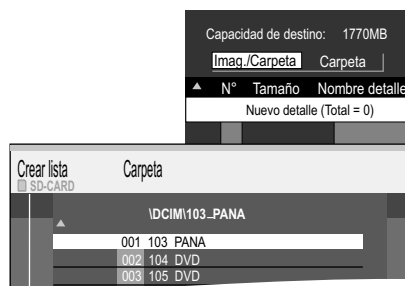 Capacidad de destino: 1770MB
Imag./Carpeta Carpeta
N° Tamaño Nombre detalle
Nuevo detalle (Total = 0)
Crear lista Carpeta
SD-CARD
\DCIM\103_PANA
001 103 PANA
002 104 DVD
003 105 DVD